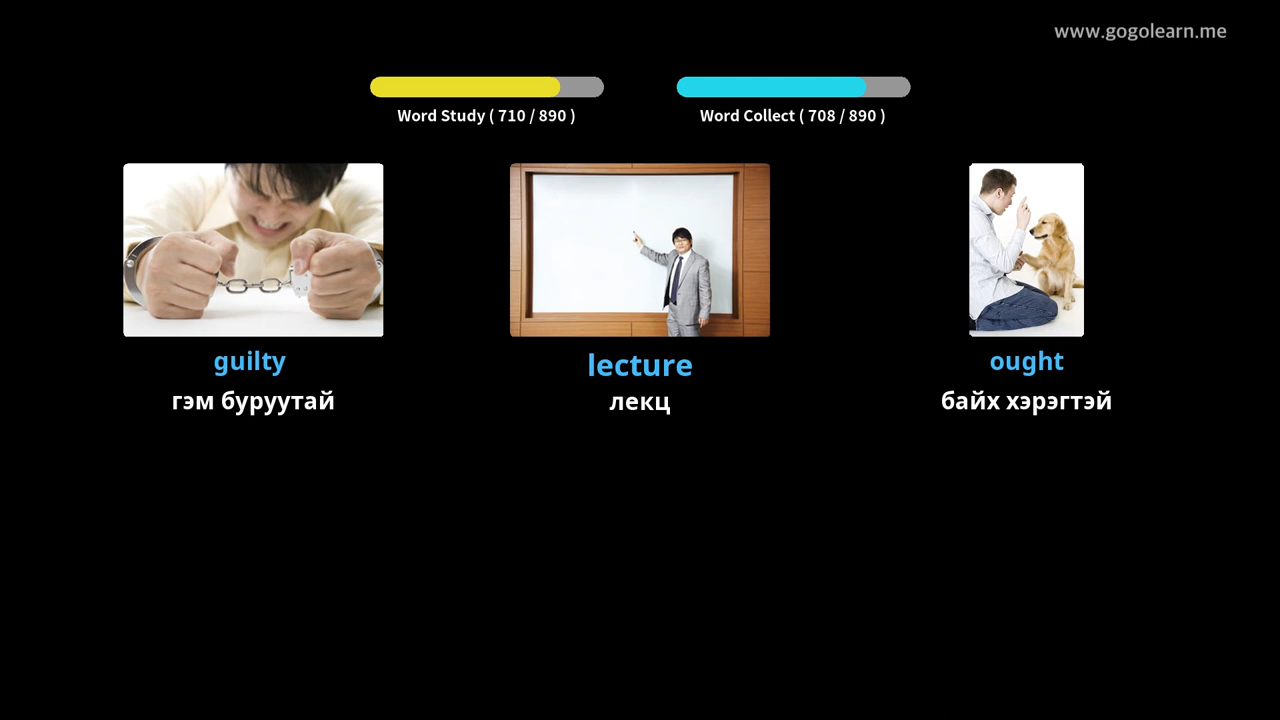 www.gogolearn.me
Word Study ( 710 / 890 )
Word Collect ( 708 / 890 )
guilty
lecture
ought
гэм буруутай
лекц
байх хэрэгтэй